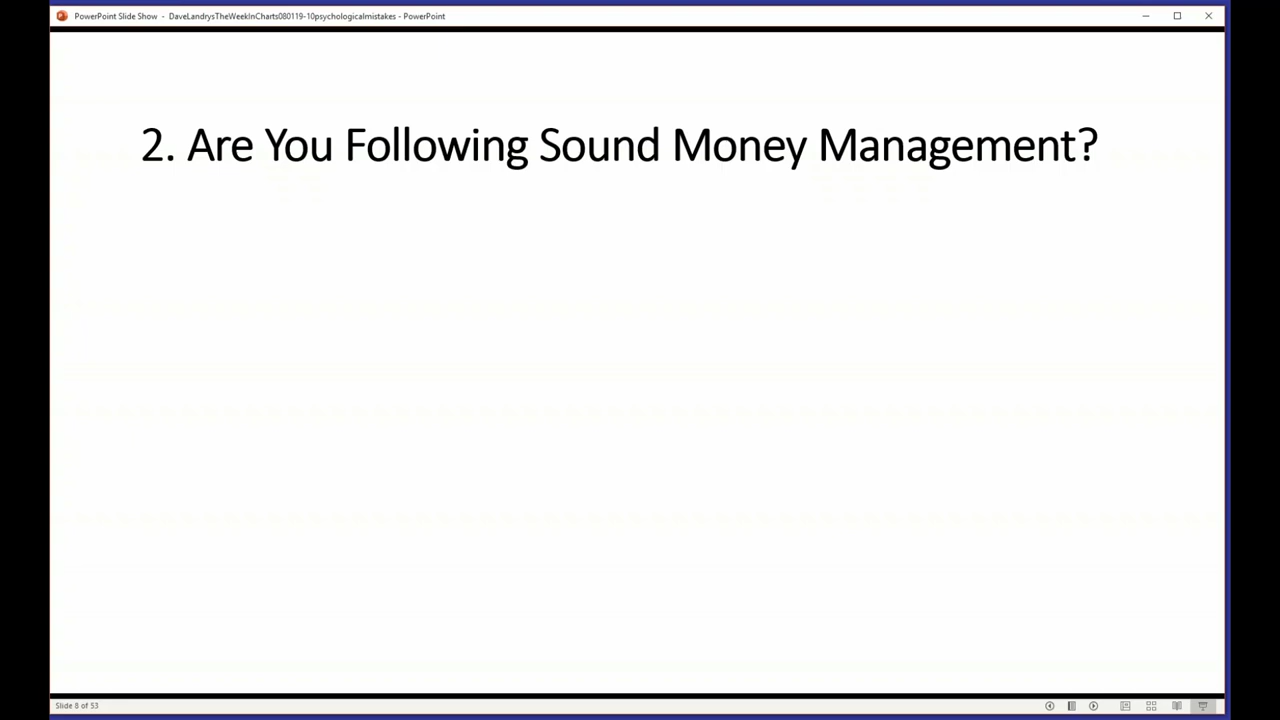 PowerPoint Slide Show - DaveLandrysTheWeekInCharts080119-10psychologicalmistakes - PowerPoint
2. Are You Following Sound Money Management?
Slide 8 of 53